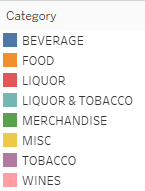 Category
BEVERAGE
FOOD
LIQUOR
LIQUOR & TOBACCO
MERCHANDISE
MISC
TOBACCO
WINES